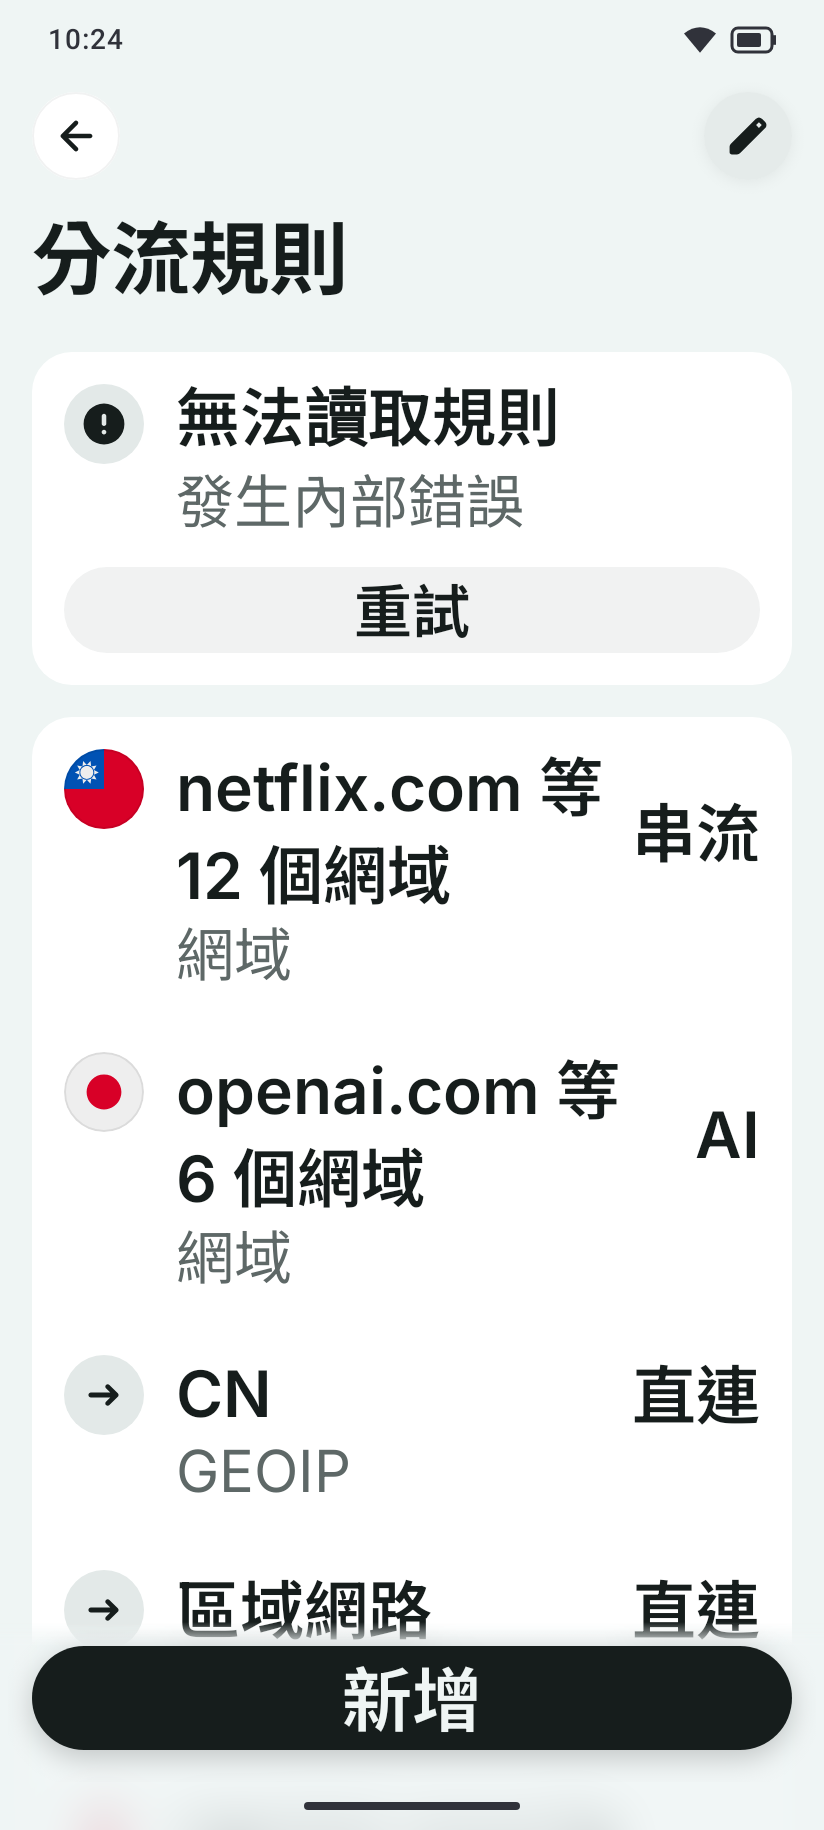 10:24
分流規則
無法讀取規則
發生內部錯誤
重試
netflix.com 等
12 個網域
串流
網域
openai.com 等
6 個網域
AI
網域
CN
直連
GEOIP
區域網路
直連
新增